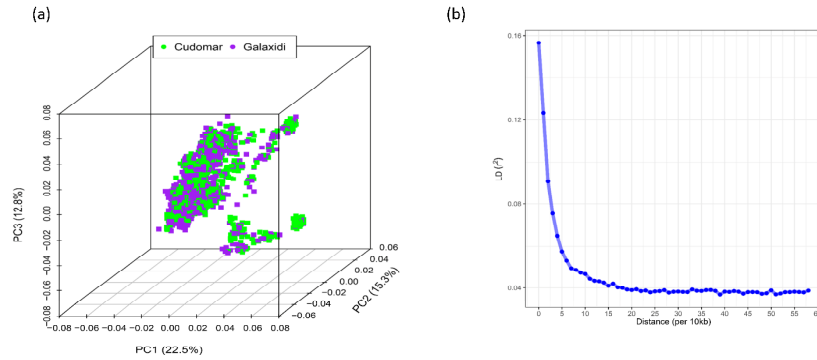 (a)
Cudomar Galaxidi
PC3 (12.8%)
−0.08 −0.06 −0.04 −0.02 0.00 0.02 0.04 0.06 0.08
−0.08 −0.06 −0.04 −0.02 0.00 0.02 0.04 0.06 0.08
PC1 (22.5%)
−0.06 −0.04 −0.02 0.00 0.02 0.04 0.06
PC2 (15.3%)
(b)
0.16
0.12
0.08
0.04
LD (r²)
0 5 10 15 20 25 30 35 40 45 50 55 60
Distance (per 10kb)